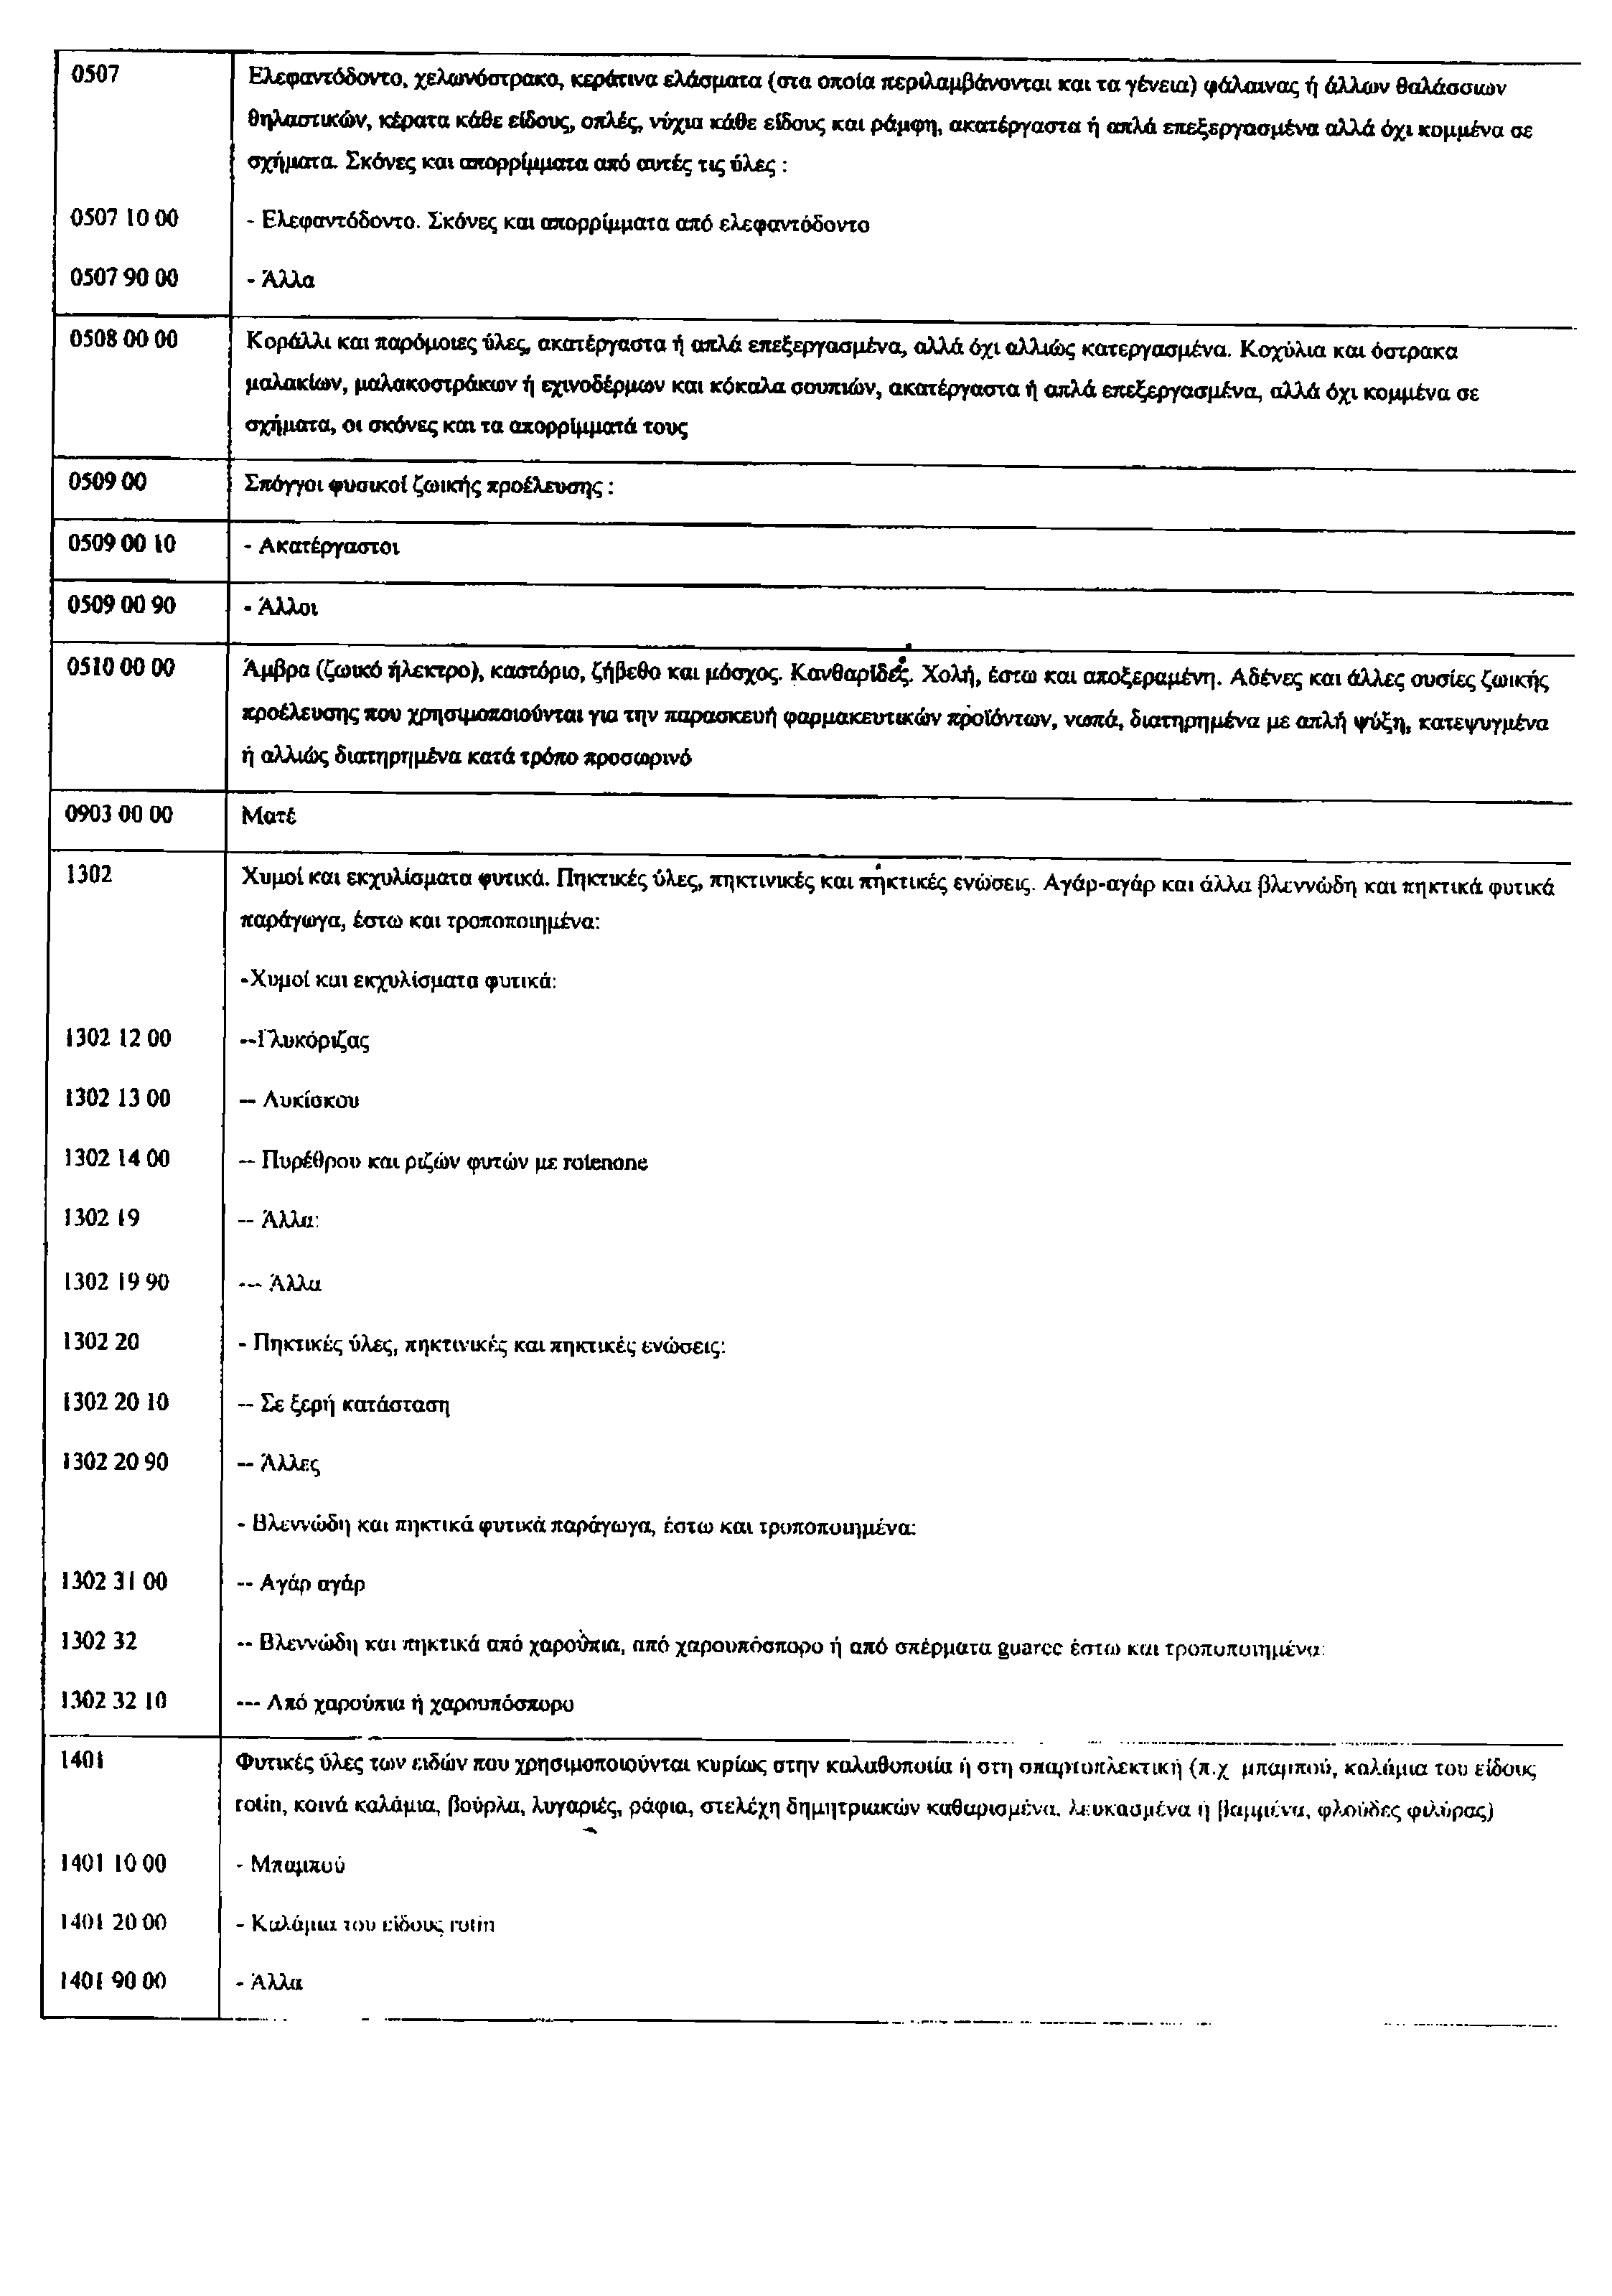 0507 Ελεφαντόδοντο, χελωνόστρακο, κεράτινα ελάσματα (στα οποία περιλαμβάνονται και τα γένεια) φάλαινας ή άλλων θαλάσσιων
θηλαστικών, κέρατα κάθε είδους, οπλές, νύχια κάθε είδους και ράμφη, ακατέργαστα ή απλά επεξεργασμένα αλλά όχι κομμένα σε
σχήματα. Σκόνες και απορρίμματα από αυτές τις ύλες :
0507 10 00 - Ελεφαντόδοντο. Σκόνες και απορρίμματα από ελεφαντόδοντο
0507 90 00 - Άλλα
0508 00 00 Κοράλλι και παρόμοιες ύλες, ακατέργαστα ή απλά επεξεργασμένα, αλλά όχι αλλιώς κατεργασμένα. Κοχύλια και όστρακα
μαλακίων, μαλακοστράκων ή εχινοδέρμων και κόκαλα σουπιών, ακατέργαστα ή απλά επεξεργασμένα, αλλά όχι κομμένα σε
σχήματα, οι σκόνες και τα απορρίμματά τους
0509 00 Σπόγγοι φυσικοί ζωικής προέλευσης :
0509 00 10 - Ακατέργαστοι
0509 00 90 - Άλλοι
0510 00 00 Άμβρα (ζωικό ήλεκτρο), καστόριο, ζήβεθο και μόσχος. Κανθαρίδες. Χολή, έστω και αποξεραμένη. Αδένες και άλλες ουσίες ζωικής
προέλευσης που χρησιμοποιούνται για την παρασκευή φαρμακευτικών προϊόντων, νωπά, διατηρημένα με απλή ψύξη, κατεψυγμένα
ή αλλιώς διατηρημένα κατά τρόπο προσωρινό
0903 00 00 Ματέ
1302 Χυμοί και εκχυλίσματα φυτικά. Πηκτικές ύλες, πηκτινικές και πηκτικές ενώσεις. Αγάρ-αγάρ και άλλα βλεννώδη και πηκτικά φυτικά
παράγωγα, έστω και τροποποιημένα:
-Χυμοί και εκχυλίσματα φυτικά:
1302 12 00 --Γλυκόριζας
1302 13 00 -- Λυκίσκου
1302 14 00 -- Πυρέθρου και ριζών φυτών με rotenone
1302 19 -- Άλλα:
1302 19 90 --- Άλλα
1302 20 - Πηκτικές ύλες, πηκτινικές και πηκτικές ενώσεις:
1302 20 10 -- Σε ξερή κατάσταση
1302 20 90 -- Άλλες
- Βλεννώδη και πηκτικά φυτικά παράγωγα, έστω και τροποποιημένα:
1302 31 00 -- Αγάρ αγάρ
1302 32 -- Βλεννώδη και πηκτικά από χαρούπια, από χαρουπόσπορο ή από σπέρματα guaree έστω και τροποποιημένα:
1302 32 10 --- Από χαρούπια ή χαρουπόσπορο
1401 Φυτικές ύλες των ειδών που χρησιμοποιούνται κυρίως στην καλαθοποιία ή στη σπαρτοπλεκτική (π.χ μπαμπού, καλάμια του είδους
rotin, κοινά καλάμια, βούρλα, λυγαριές, ράφια, στελέχη δημητριακών καθαρισμένα, λευκασμένα ή βαμμένα, φλούδες φιλύρας)
1401 10 00 - Μπαμπού
1401 20 00 - Καλάμια του είδους rotin
1401 90 00 - Άλλα